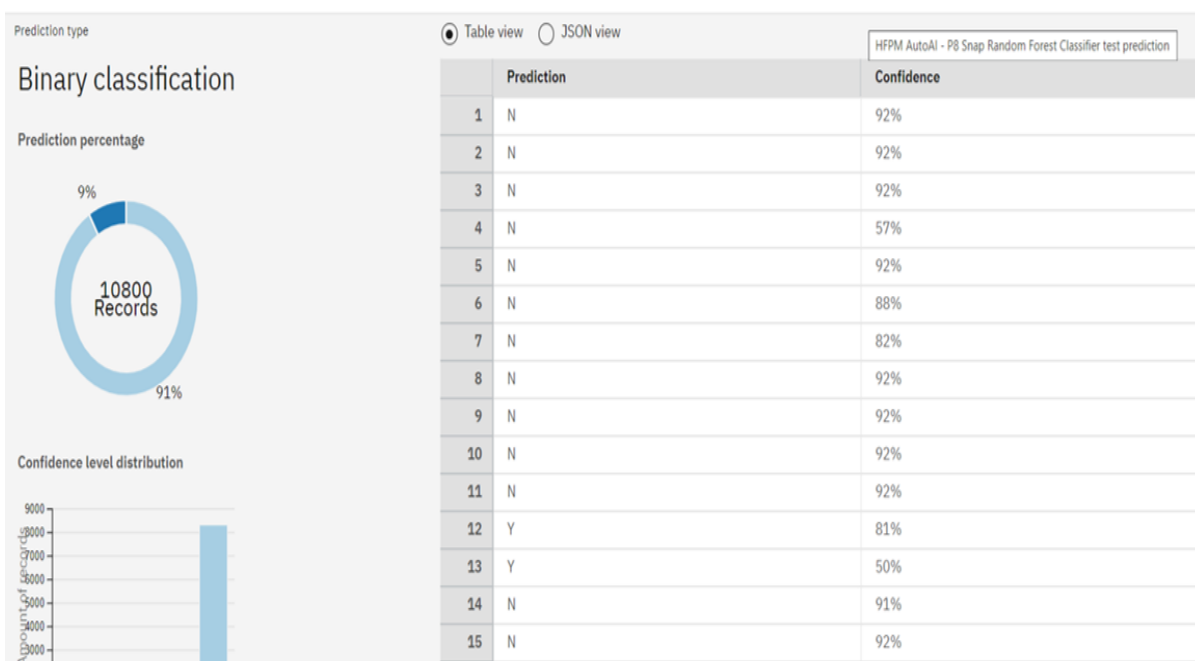 Prediction type
Binary classification
Prediction percentage
9%
10800
Records
91%
Confidence level distribution
9000
8000
7000
6000
5000
4000
3000
Amount of records
Table view JSON view
HFPM AutoAI - P8 Snap Random Forest Classifier test prediction
Prediction Confidence
1 N 92%
2 N 92%
3 N 92%
4 N 57%
5 N 92%
6 N 88%
7 N 82%
8 N 92%
9 N 92%
10 N 92%
11 N 92%
12 Y 81%
13 Y 50%
14 N 91%
15 N 92%